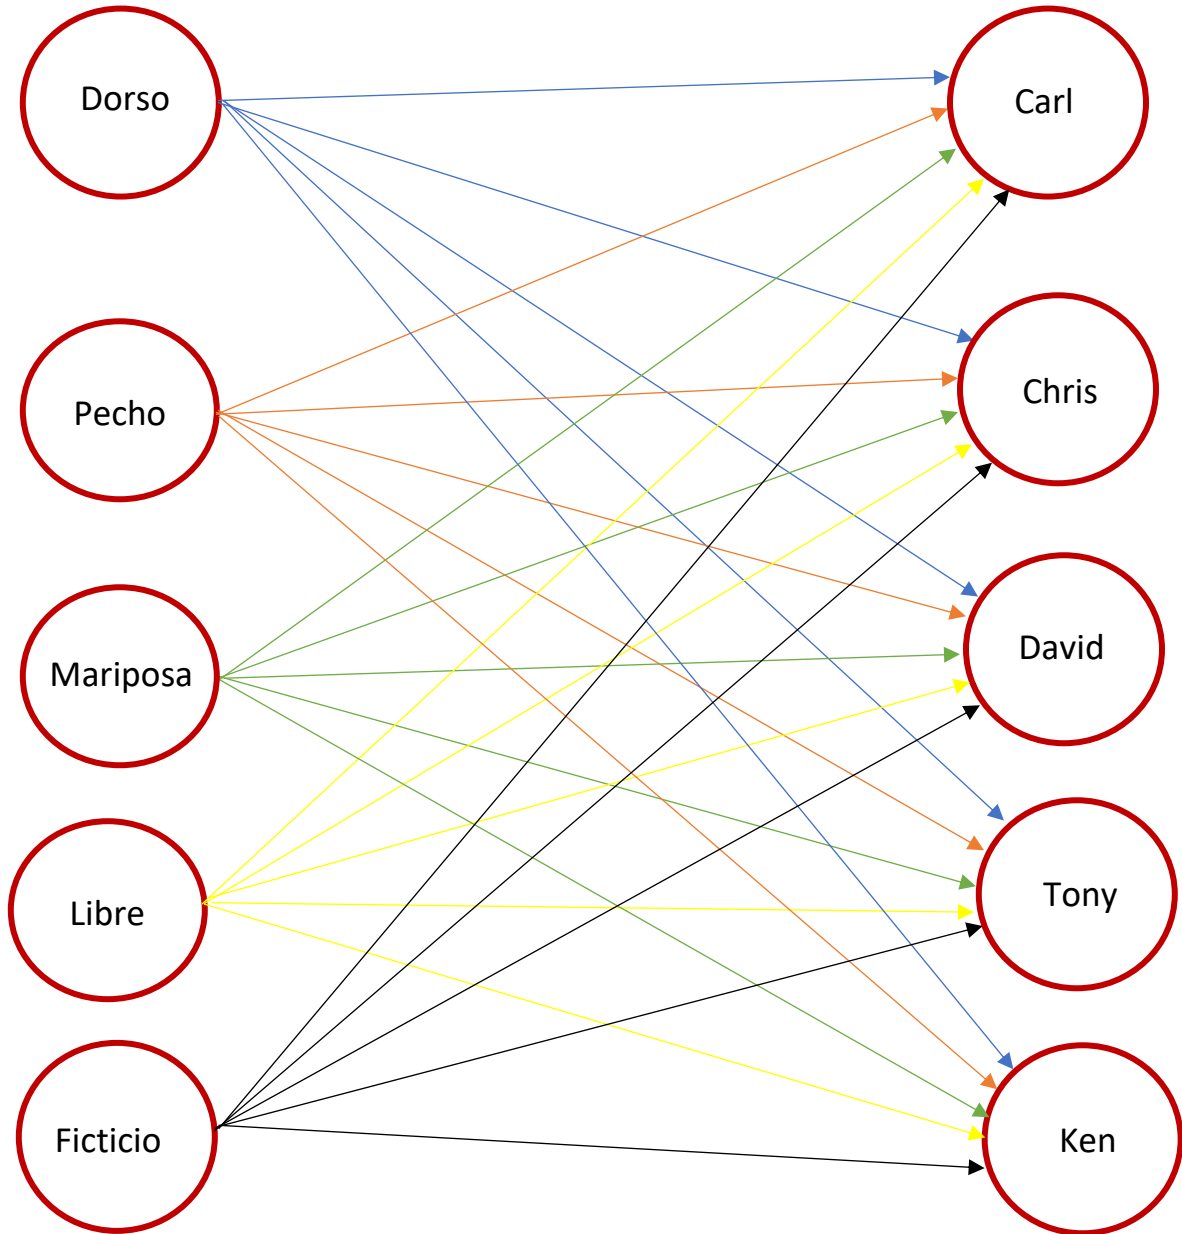 Dorso
Carl
Pecho
Chris
Mariposa
David
Libre
Tony
Ficticio
Ken